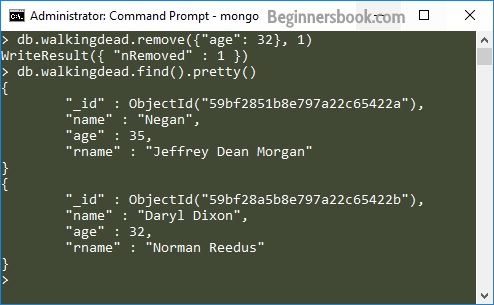 Administrator: Command Prompt - mongo
Beginnersbook.com
> db.walkingdead.remove({"age": 32}, 1)
WriteResult({ "nRemoved" : 1 })
> db.walkingdead.find().pretty()
{
        "_id" : ObjectId("59bf2851b8e797a22c65422a"),
        "name" : "Negan",
        "age" : 35,
        "rname" : "Jeffrey Dean Morgan"
}
{
        "_id" : ObjectId("59bf28a5b8e797a22c65422b"),
        "name" : "Daryl Dixon",
        "age" : 32,
        "rname" : "Norman Reedus"
}
>